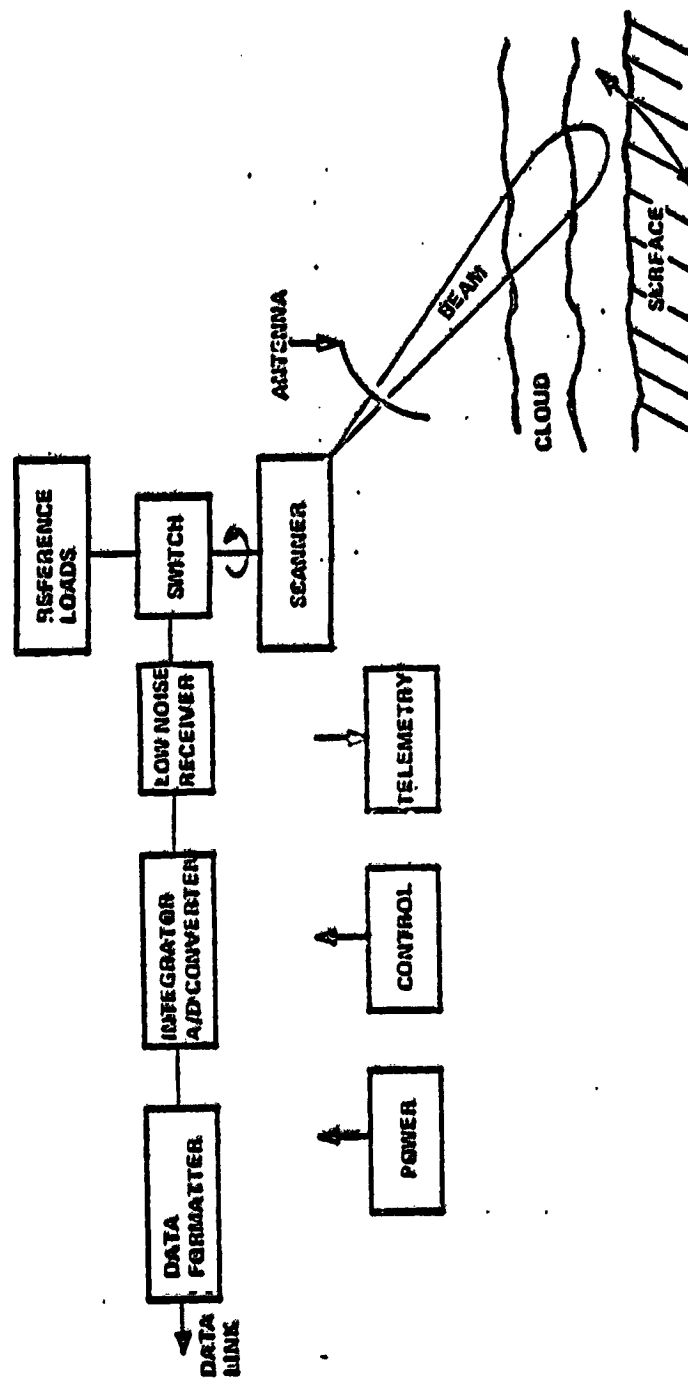 REFERENCE
LOADS
SWITCH
SCANNER
ANTENNA
BEAM
CLOUD
SURFACE
LOW NOISE
RECEIVER
INTEGRATOR
A/D CONVERTER
DATA
FORMATTER
DATA
LINK
TELEMETRY
CONTROL
POWER